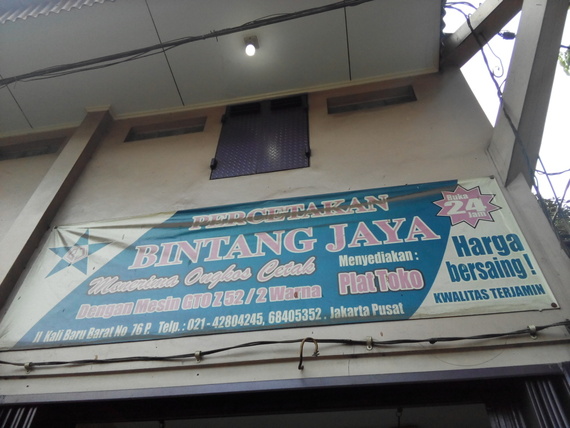 PERCETAKAN
BINTANG JAYA
Buka
24
Jam
Menerima Ongkos Cetak
Dengan Mesin GTO Z 52 / 2 Warna
Menyediakan :
Plat Toko
Harga
bersaing !
KWALITAS TERJAMIN
Jl. Kali Baru Barat No. 76 P. Telp. : 021 - 42804245, 68405352 . Jakarta Pusat